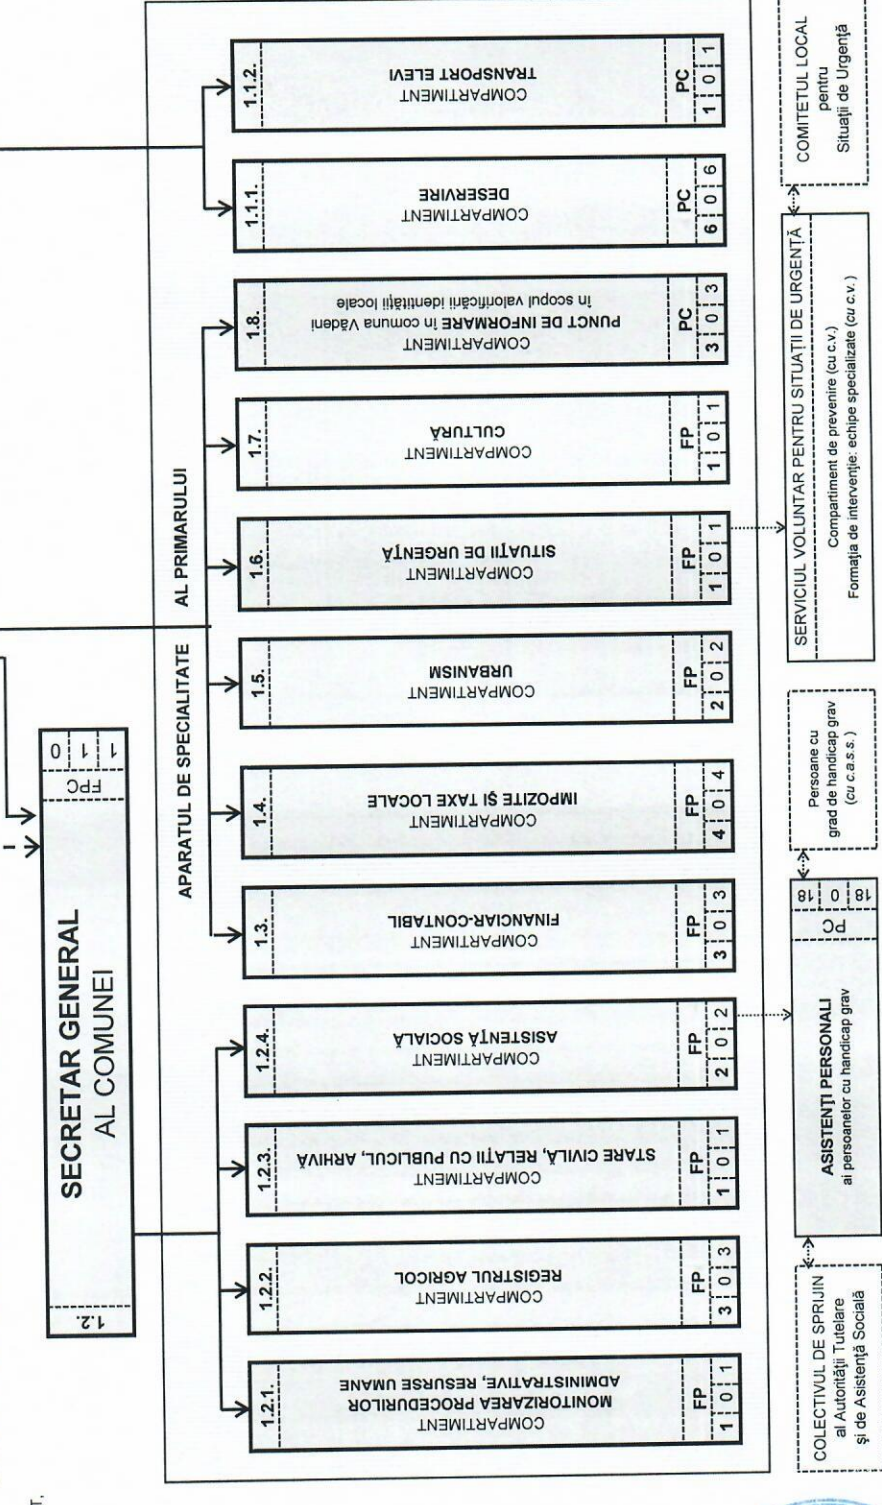 1.2.
SECRETAR GENERAL
AL COMUNEI
FPC
1 1 0
APARATUL DE SPECIALITATE AL PRIMARULUI
1.2.1.
COMPARTIMENT
MONITORIZAREA PROCEDURILOR
ADMINISTRATIVE, RESURSE UMANE
FP
1 0 1
1.2.2.
COMPARTIMENT
REGISTRUL AGRICOL
FP
3 0 3
1.2.3.
COMPARTIMENT
STARE CIVILĂ, RELAȚII CU PUBLICUL, ARHIVĂ
FP
1 0 1
1.2.4.
COMPARTIMENT
ASISTENȚĂ SOCIALĂ
FP
2 0 2
1.3.
COMPARTIMENT
FINANCIAR-CONTABIL
FP
3 0 3
1.4.
COMPARTIMENT
IMPOZITE ȘI TAXE LOCALE
FP
4 0 4
1.5.
COMPARTIMENT
URBANISM
FP
2 0 2
1.6.
COMPARTIMENT
SITUAȚII DE URGENȚĂ
FP
1 0 1
1.7.
COMPARTIMENT
CULTURĂ
FP
1 0 1
1.8.
COMPARTIMENT
PUNCT DE INFORMARE în comuna Vădeni
în scopul valorificării identității locale
PC
3 0 3
1.1.1.
COMPARTIMENT
DESERVIRE
PC
6 0 6
1.1.2.
COMPARTIMENT
TRANSPORT ELEVI
PC
1 0 1
COLECTIVUL DE SPRIJIN
al Autorității Tutelare
și de Asistență Socială
ASISTENȚI PERSONALI
ai persoanelor cu handicap grav
PC
18 0 18
Persoane cu
grad de handicap grav
(cu c.a.s.s.)
SERVICIUL VOLUNTAR PENTRU SITUAȚII DE URGENȚĂ
Compartiment de prevenire (cu c.v.)
Formația de intervenție: echipe specializate (cu c.v.)
COMITETUL LOCAL
pentru
Situații de Urgență